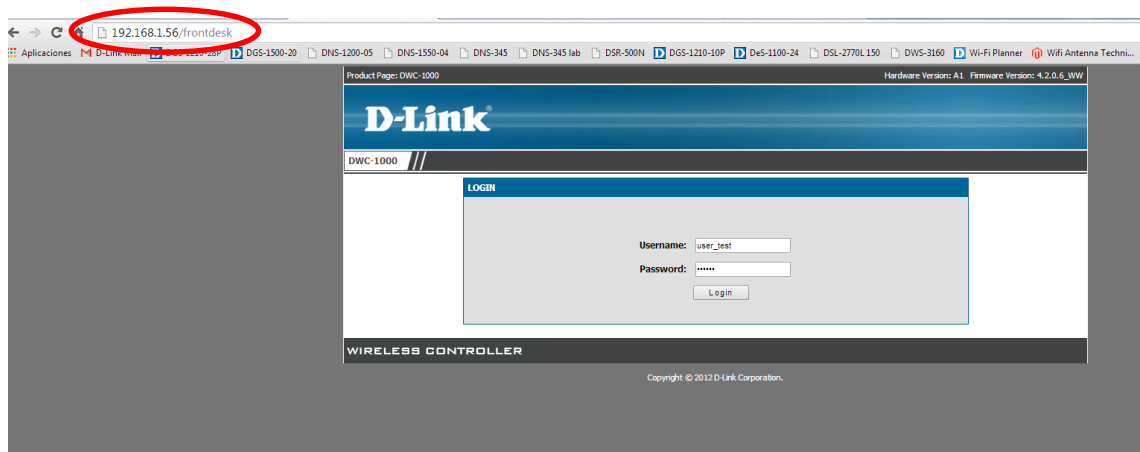 192.168.1.56/frontdesk
Aplicaciones D-Link Mail DGS-1210-28P DGS-1500-20 DNS-1200-05 DNS-1550-04 DNS-345 DNS-345 lab DSR-500N DGS-1210-10P DeS-1100-24 DSL-2770L 150 DWS-3160 Wi-Fi Planner Wifi Antenna Techni...
Product Page: DWC-1000 Hardware Version: A1 Firmware Version: 4.2.0.6_WW
D-Link®
DWC-1000
LOGIN
Username: user_test
Password: ••••••
Login
WIRELESS CONTROLLER
Copyright © 2012 D-Link Corporation.